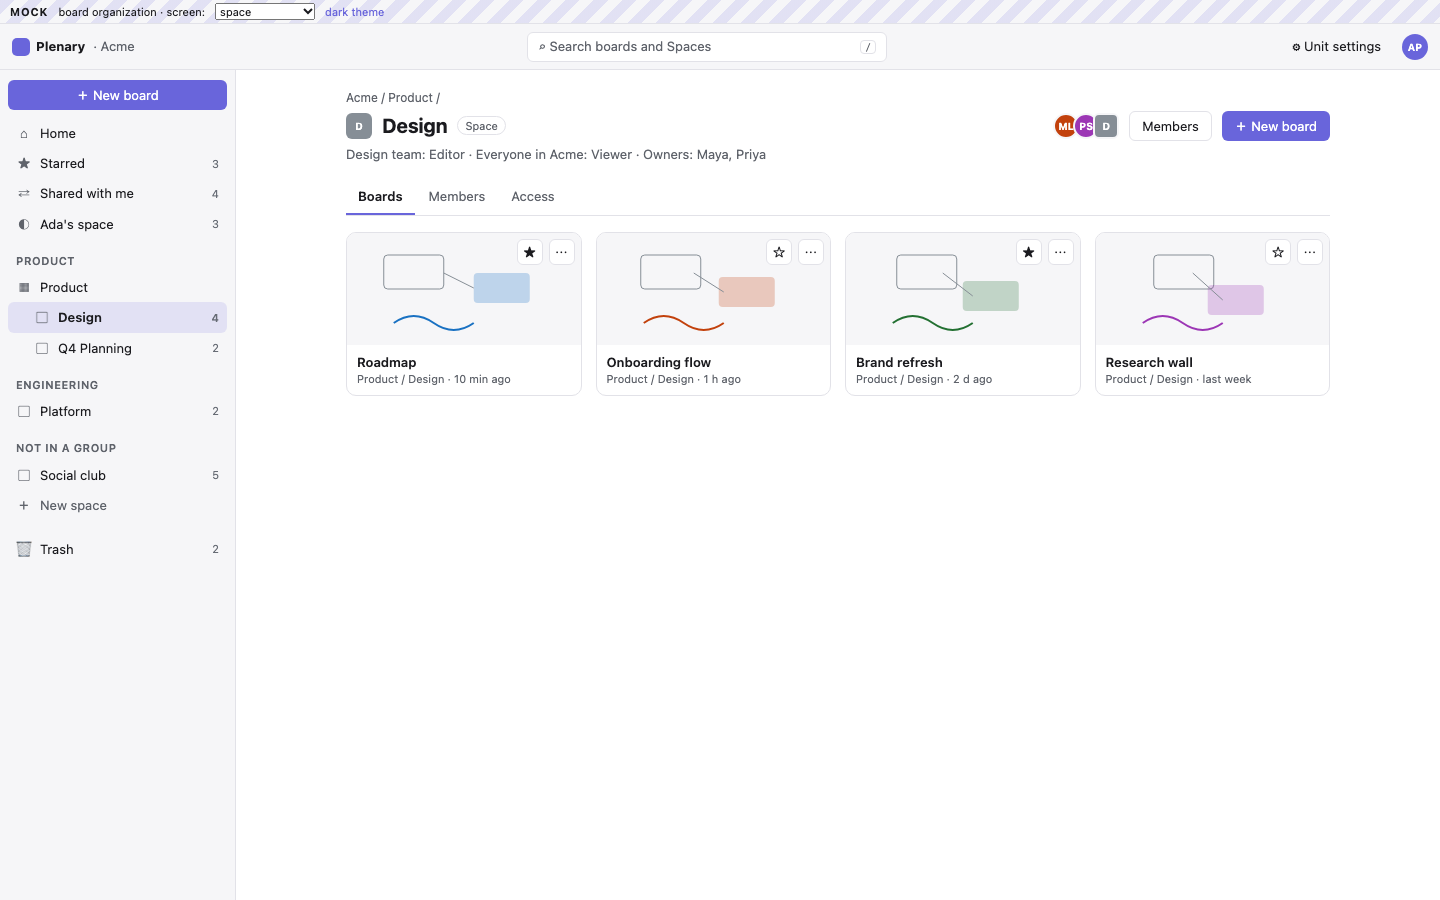 MOCK board organization · screen: space dark theme
Plenary · Acme
Search boards and Spaces /
Unit settings
AP
+ New board
Home
Starred 3
Shared with me 4
Ada's space 3
PRODUCT
Product
Design 4
Q4 Planning 2
ENGINEERING
Platform 2
NOT IN A GROUP
Social club 5
+ New space
Trash 2
Acme / Product /
D Design Space
ML PS D Members + New board
Design team: Editor · Everyone in Acme: Viewer · Owners: Maya, Priya
Boards Members Access
Roadmap
Product / Design · 10 min ago
Onboarding flow
Product / Design · 1 h ago
Brand refresh
Product / Design · 2 d ago
Research wall
Product / Design · last week